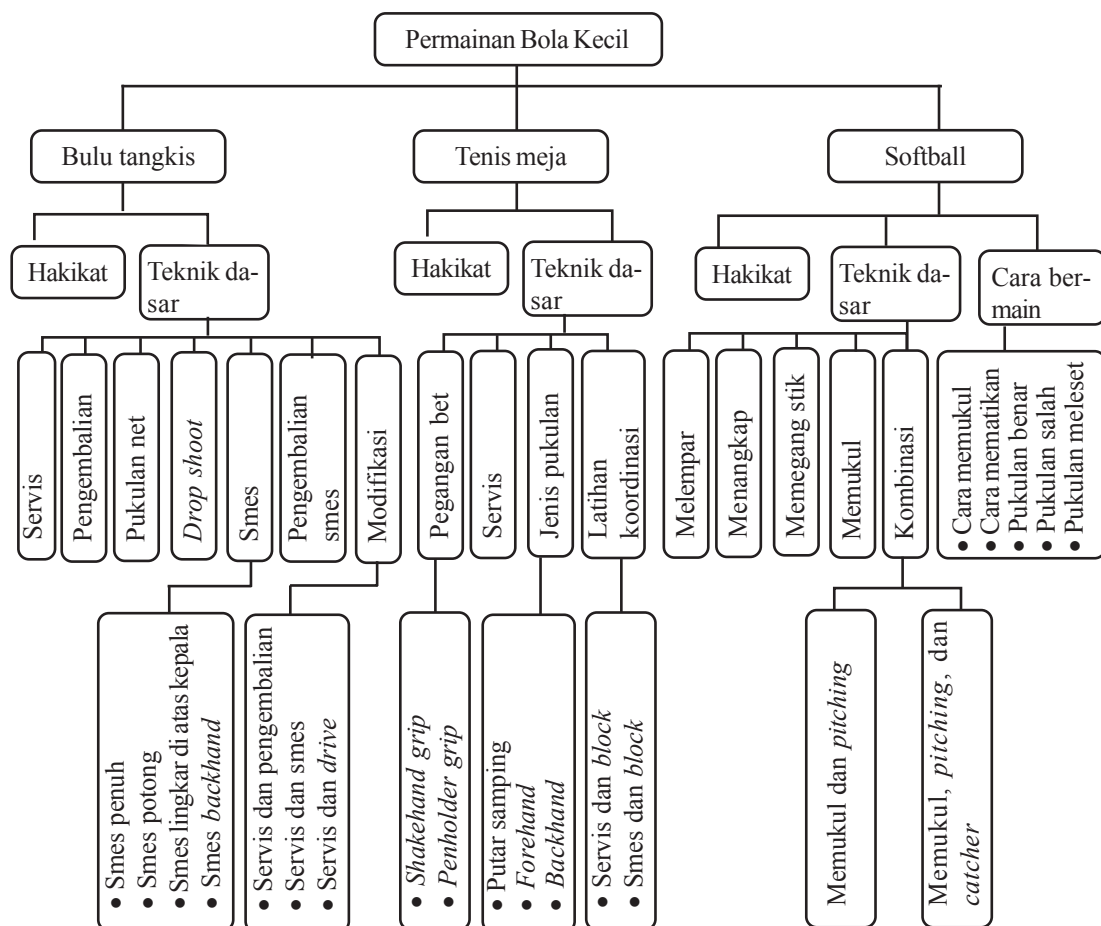 Permainan Bola Kecil
Bulu tangkis
Tenis meja
Softball
Hakikat
Teknik da-
sar
Hakikat
Teknik da-
sar
Hakikat
Teknik da-
sar
Cara ber-
main
Servis
Pengembalian
Pukulan net
Drop shoot
Smes
Pengembalian
smes
Modifikasi
Pegangan bet
Servis
Jenis pukulan
Latihan
koordinasi
Melempar
Menangkap
Memegang stik
Memukul
Kombinasi
• Cara memukul
• Cara mematikan
• Pukulan benar
• Pukulan salah
• Pukulan meleset
• Smes penuh
• Smes potong
• Smes lingkar di atas kepala
• Smes backhand
• Servis dan pengembalian
• Servis dan smes
• Servis dan drive
• Shakehand grip
• Penholder grip
• Putar samping
• Forehand
• Backhand
• Servis dan block
• Smes dan block
Memukul dan pitching
Memukul, pitching, dan
catcher